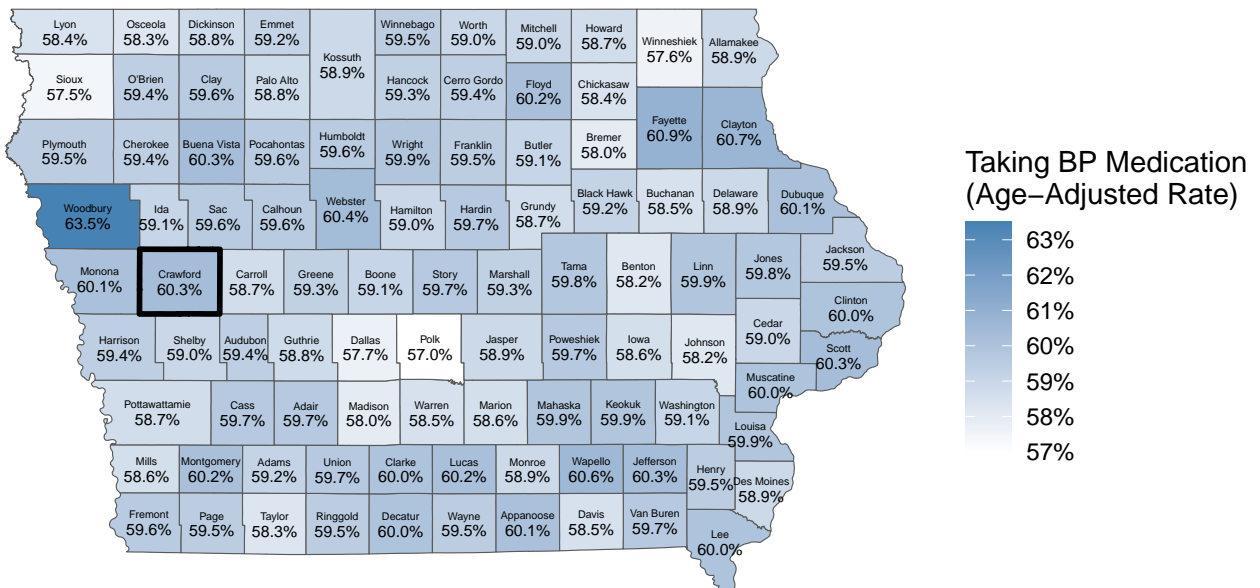 Lyon
58.4%
Osceola
58.3%
Dickinson
58.8%
Emmet
59.2%
Winnebago
59.5%
Worth
59.0%
Mitchell
59.0%
Howard
58.7%
Winneshiek
57.6%
Allamakee
58.9%
Kossuth
58.9%
Sioux
57.5%
O'Brien
59.4%
Clay
59.6%
Palo Alto
58.8%
Hancock
59.3%
Cerro Gordo
59.4%
Floyd
60.2%
Chickasaw
58.4%
Fayette
60.9%
Clayton
60.7%
Plymouth
59.5%
Cherokee
59.4%
Buena Vista
60.3%
Pocahontas
59.6%
Humboldt
59.6%
Wright
59.9%
Franklin
59.5%
Butler
59.1%
Bremer
58.0%
Woodbury
63.5%
Ida
59.1%
Sac
59.6%
Calhoun
59.6%
Webster
60.4%
Hamilton
59.0%
Hardin
59.7%
Grundy
58.7%
Black Hawk
59.2%
Buchanan
58.5%
Delaware
58.9%
Dubuque
60.1%
Monona
60.1%
Crawford
60.3%
Carroll
58.7%
Greene
59.3%
Boone
59.1%
Story
59.7%
Marshall
59.3%
Tama
59.8%
Benton
58.2%
Linn
59.9%
Jones
59.8%
Jackson
59.5%
Clinton
60.0%
Harrison
59.4%
Shelby
59.0%
Audubon
59.4%
Guthrie
58.8%
Dallas
57.7%
Polk
57.0%
Jasper
58.9%
Poweshiek
59.7%
Iowa
58.6%
Johnson
58.2%
Cedar
59.0%
Scott
60.3%
Muscatine
60.0%
Pottawattamie
58.7%
Cass
59.7%
Adair
59.7%
Madison
58.0%
Warren
58.5%
Marion
58.6%
Mahaska
59.9%
Keokuk
59.9%
Washington
59.1%
Louisa
59.9%
Mills
58.6%
Montgomery
60.2%
Adams
59.2%
Union
59.7%
Clarke
60.0%
Lucas
60.2%
Monroe
58.9%
Wapello
60.6%
Jefferson
60.3%
Henry
59.5%
Des Moines
58.9%
Fremont
59.6%
Page
59.5%
Taylor
58.3%
Ringgold
59.5%
Decatur
60.0%
Wayne
59.5%
Appanoose
60.1%
Davis
58.5%
Van Buren
59.7%
Lee
60.0%
Taking BP Medication
(Age−Adjusted Rate)
63%
62%
61%
60%
59%
58%
57%